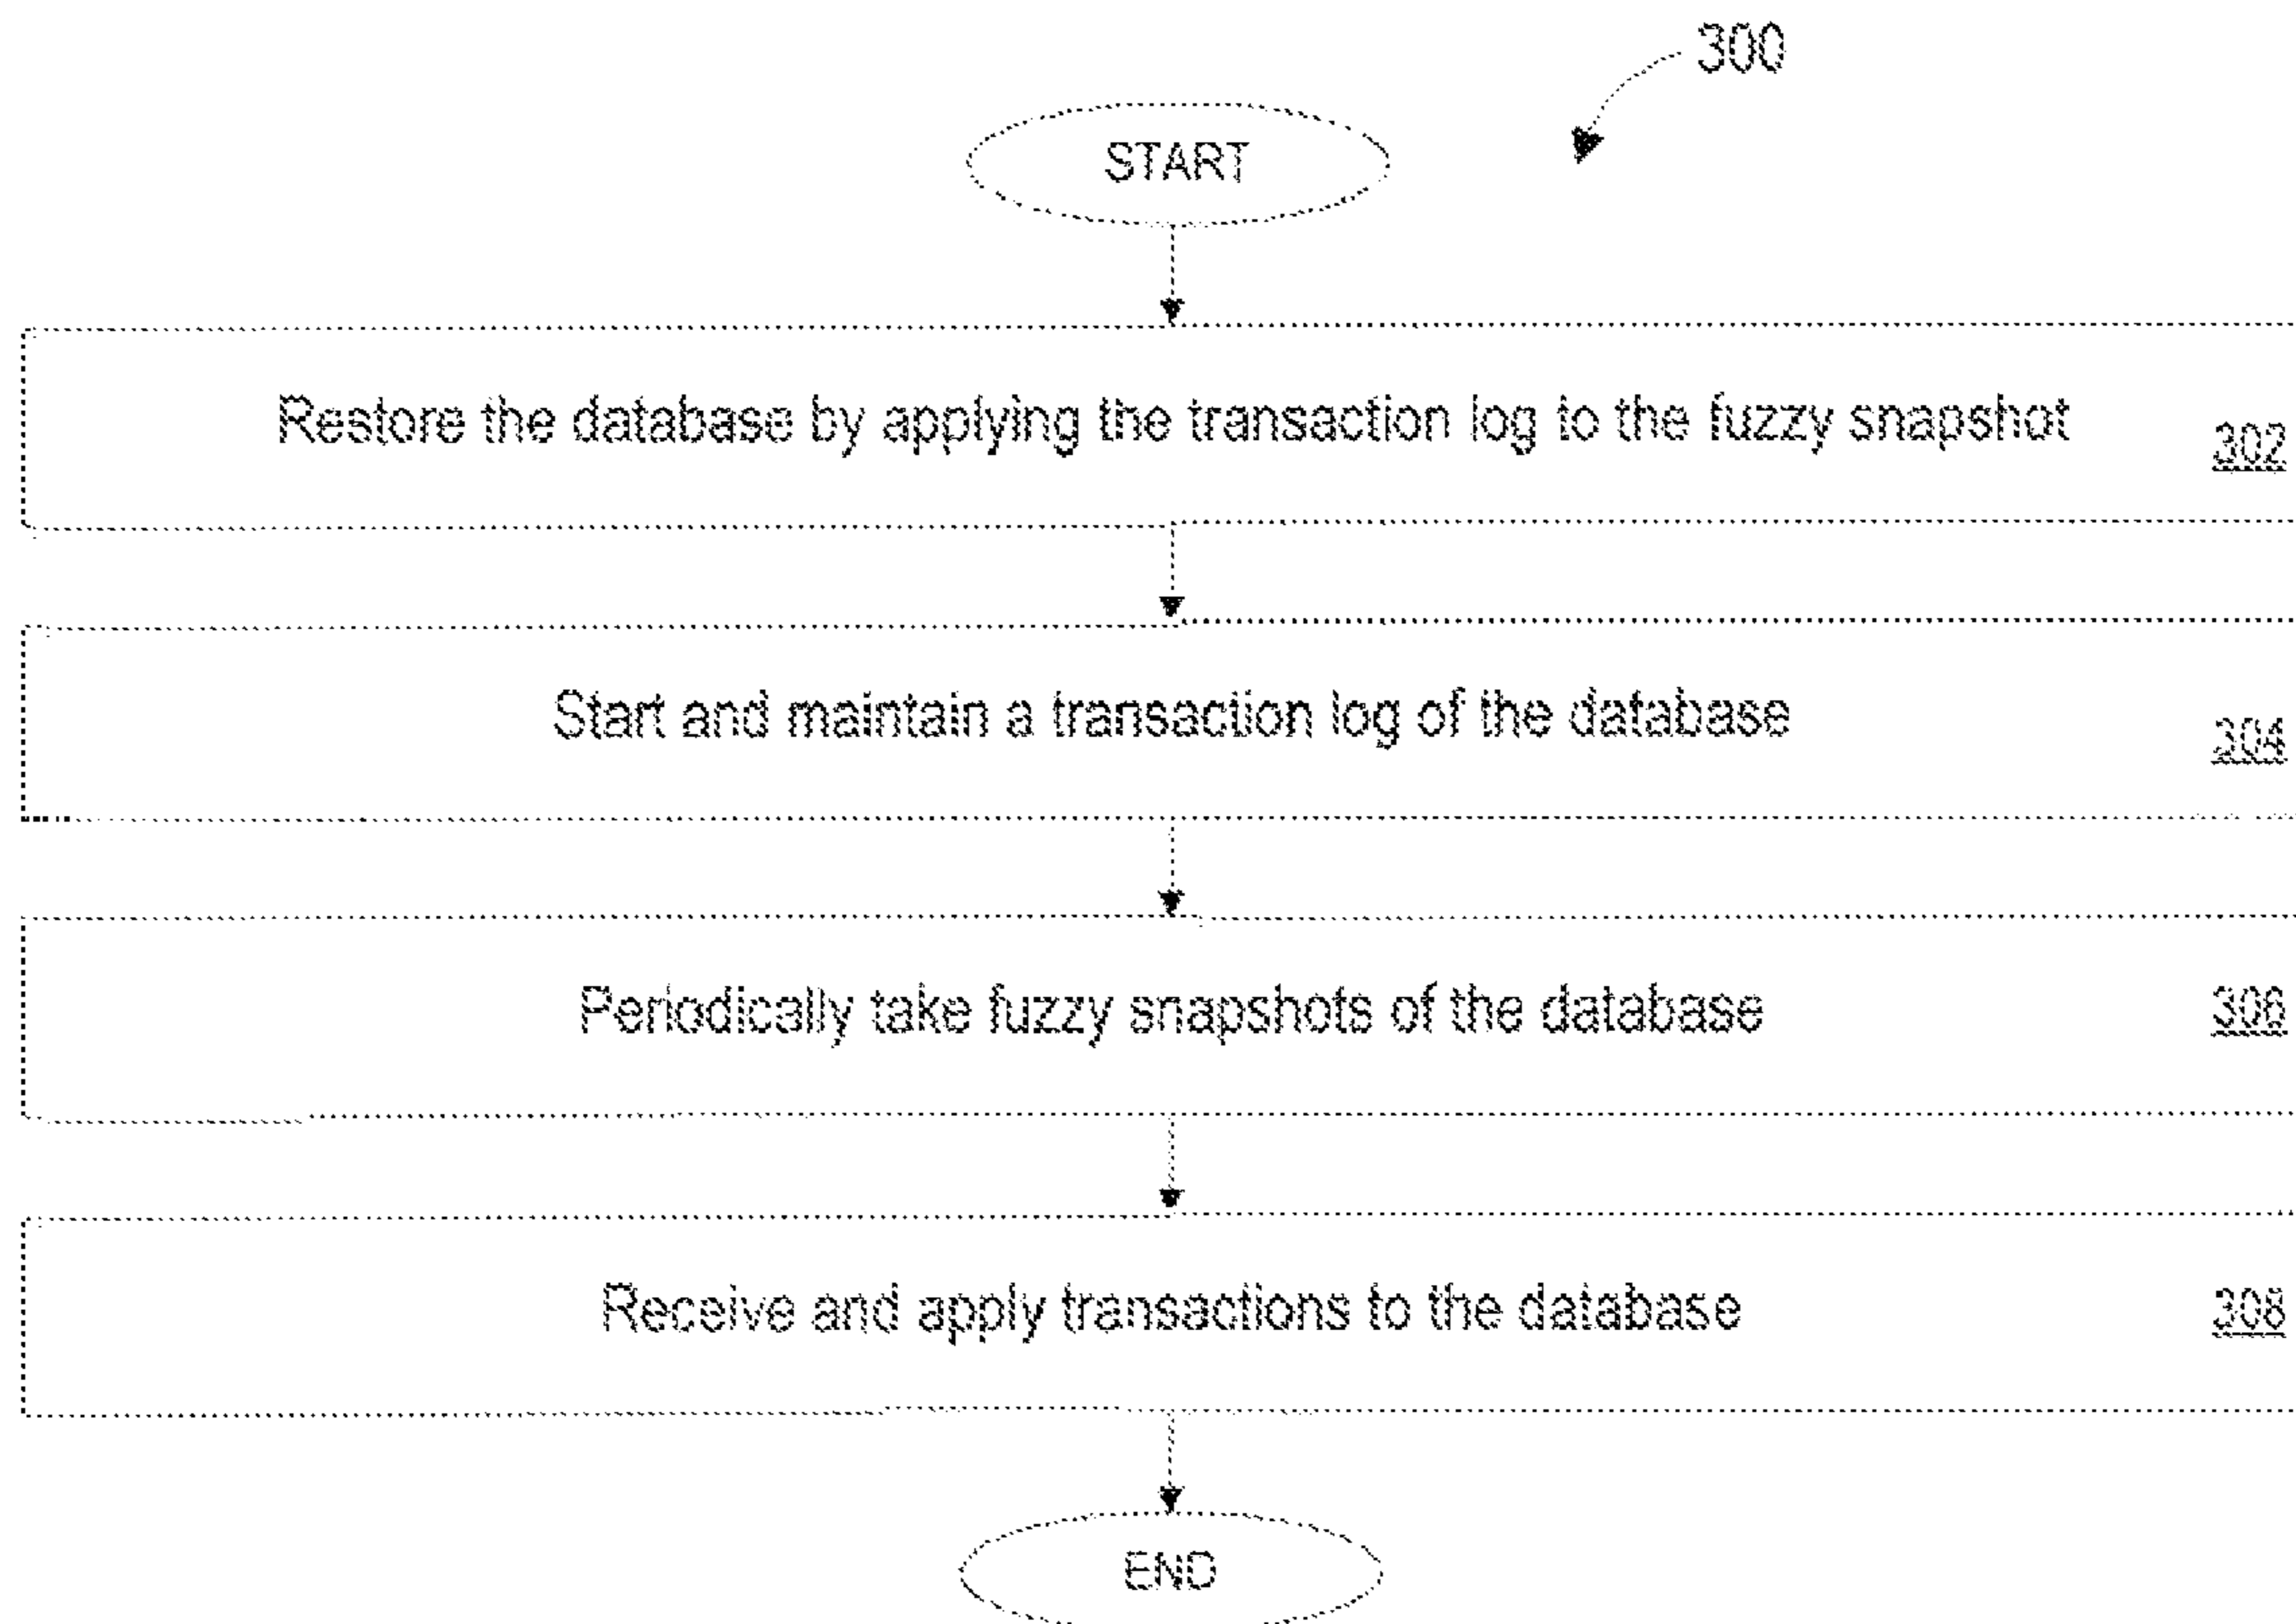 300
START
Restore the database by applying the transaction log to the fuzzy snapshot
302
Start and maintain a transaction log of the database
304
Periodically take fuzzy snapshots of the database
306
Receive and apply transactions to the database
308
END